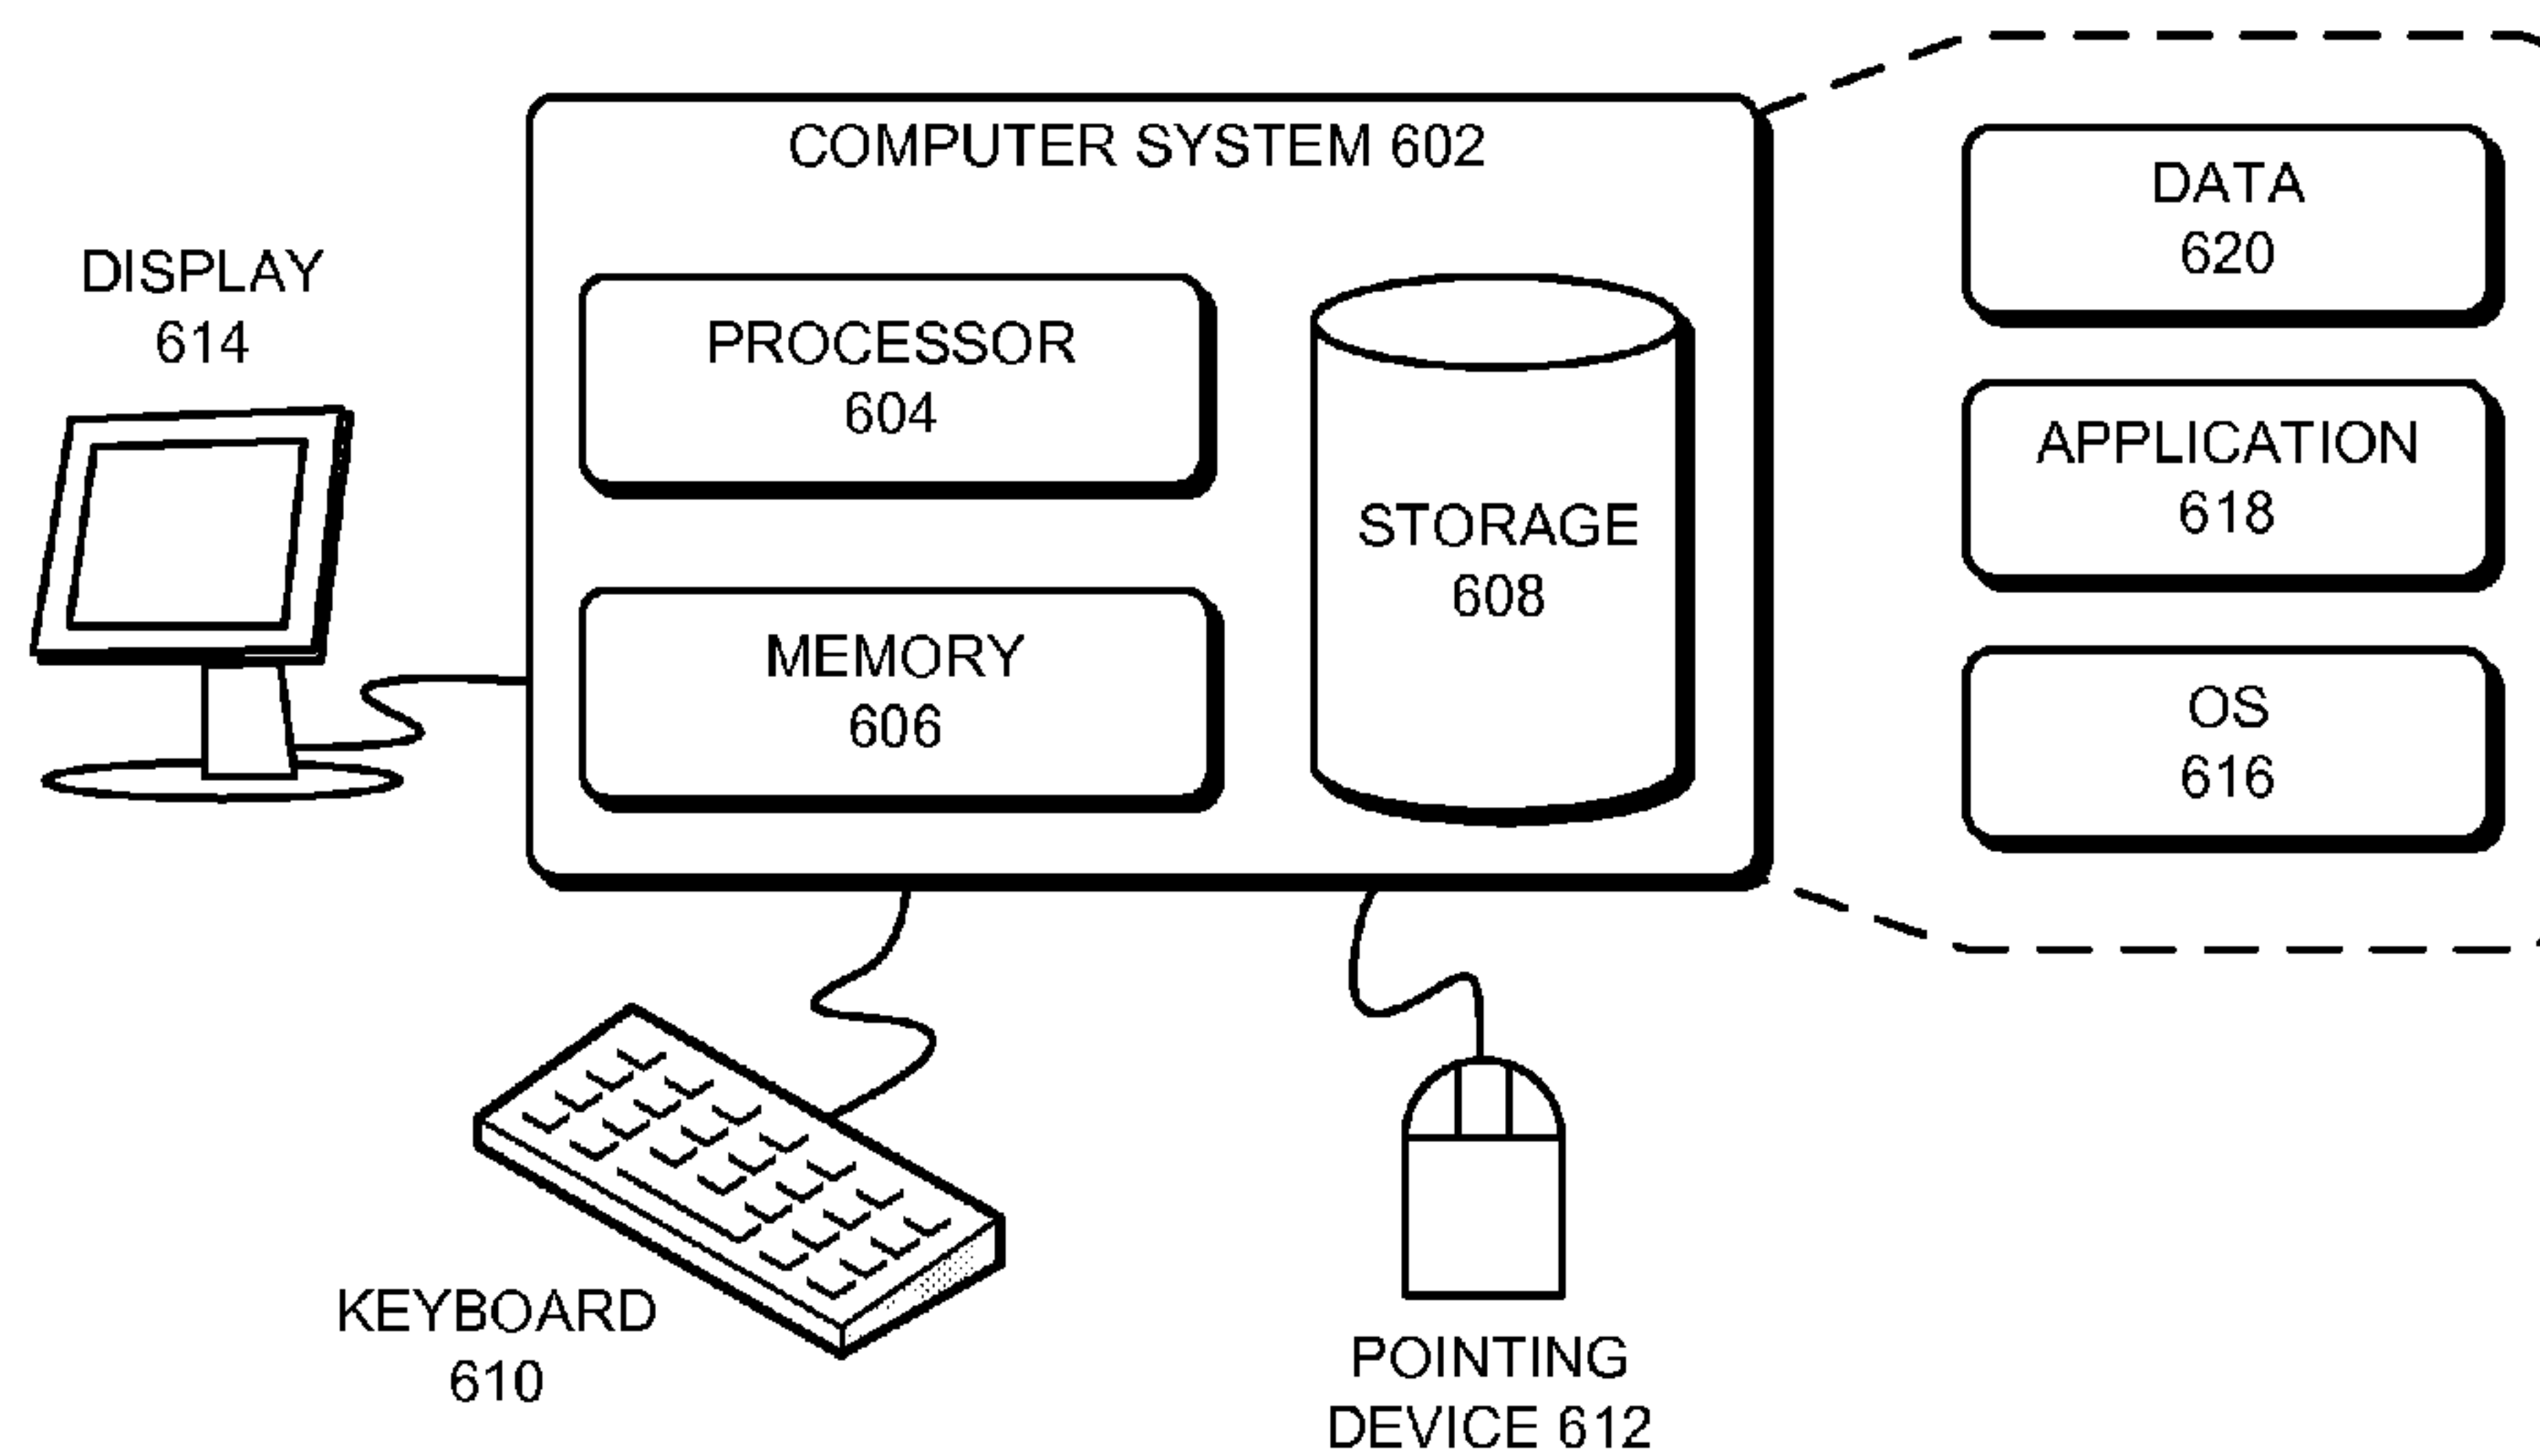 COMPUTER SYSTEM 602
DISPLAY
614
PROCESSOR
604
MEMORY
606
STORAGE
608
DATA
620
APPLICATION
618
OS
616
KEYBOARD
610
POINTING
DEVICE 612